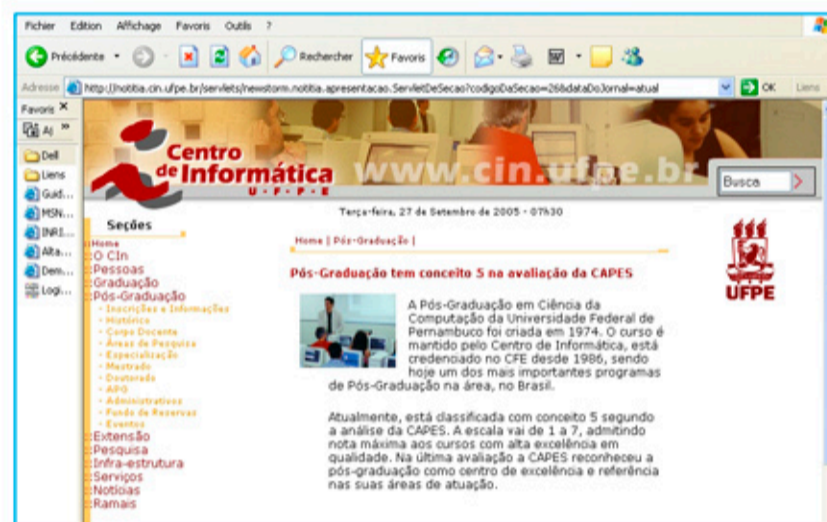 Fichier Edition Affichage Favoris Outils ?
Précédente Rechercher Favoris
Adresse http://notitia.cin.ufpe.br/servlets/newstorm.notitia.apresentacao.ServletDeSecao?codigoDaSecao=26&dataDoJornal=atual OK Liens
Favoris
Aj
Dell
Liens
Guid...
MSN...
INRI...
Alta...
Dem...
Logi...
Centro
de Informática
U·F·P·E
www.cin.ufpe.br
Busca
Terça-feira, 27 de Setembro de 2005 - 07h30
Seções
::Home
::O CIn
::Pessoas
::Graduação
::Pós-Graduação
- Inscrições e Informações
- Histórico
- Corpo Docente
- Áreas de Pesquisa
- Especialização
- Mestrado
- Doutorado
- APG
- Administrativos
- Fundo de Reservas
- Eventos
::Extensão
::Pesquisa
::Infra-estrutura
::Serviços
::Notícias
::Ramais
Home | Pós-Graduação |
Pós-Graduação tem conceito 5 na avaliação da CAPES
A Pós-Graduação em Ciência da
Computação da Universidade Federal de
Pernambuco foi criada em 1974. O curso é
mantido pelo Centro de Informática, está
credenciado no CFE desde 1986, sendo
hoje um dos mais importantes programas
de Pós-Graduação na área, no Brasil.
Atualmente, está classificada com conceito 5 segundo
a análise da CAPES. A escala vai de 1 a 7, admitindo
nota máxima aos cursos com alta excelência em
qualidade. Na última avaliação a CAPES reconheceu a
pós-graduação como centro de excelência e referência
nas suas áreas de atuação.
UFPE